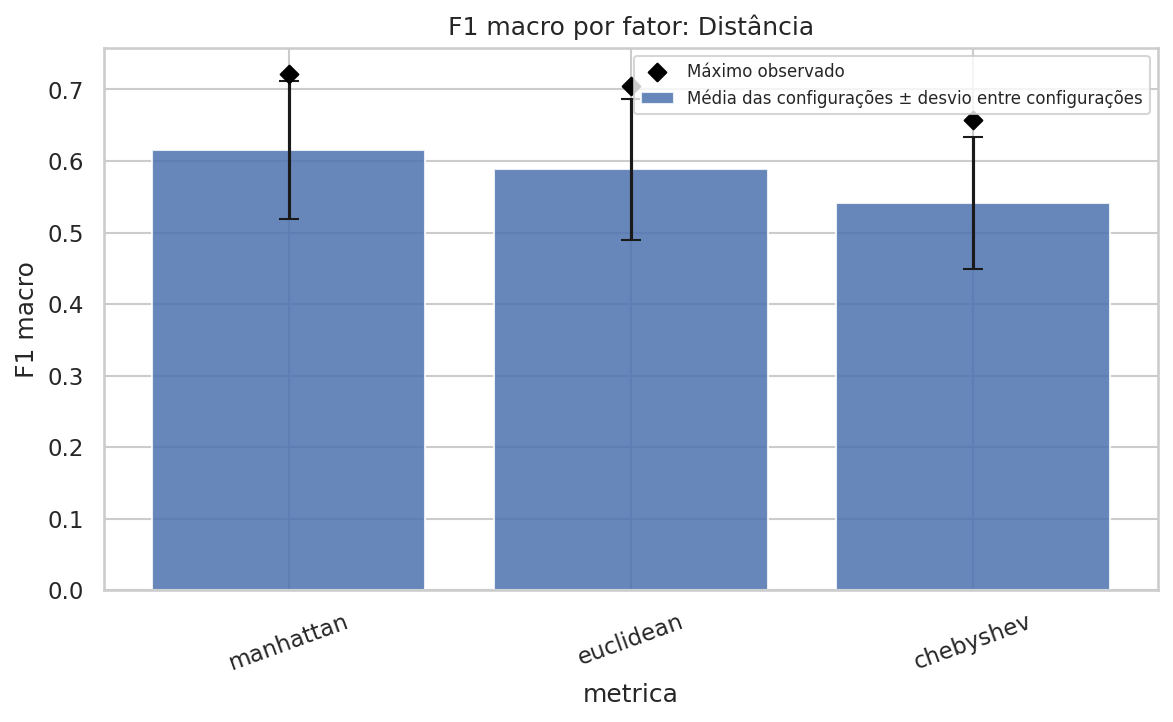 F1 macro por fator: Distância
Máximo observado
Média das configurações ± desvio entre configurações
F1 macro
0.7
0.6
0.5
0.4
0.3
0.2
0.1
0.0
manhattan
euclidean
chebyshev
metrica